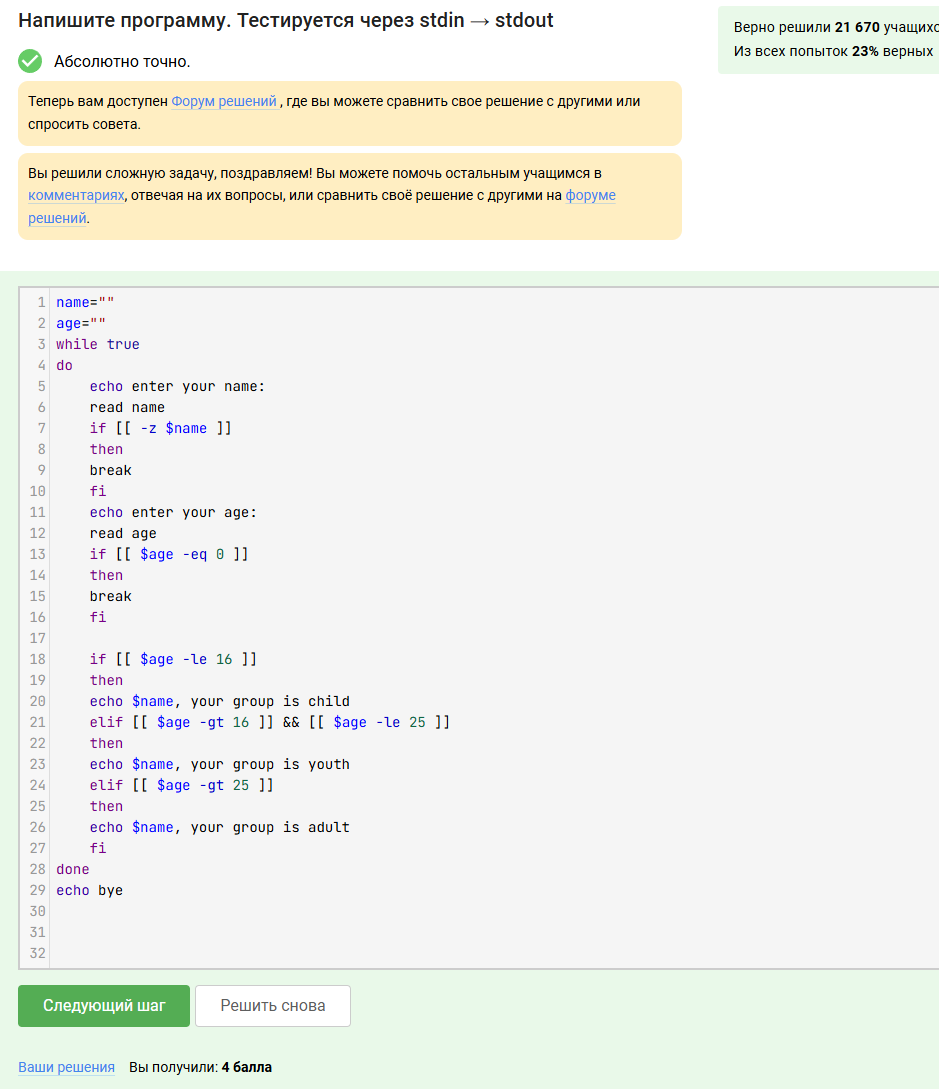 Напишите программу. Тестируется через stdin → stdout
Верно решили 21 670
Из всех попыток 23% верных
Абсолютно точно.
Теперь вам доступен Форум решений , где вы можете сравнить свое решение с другими или
спросить совета.
Вы решили сложную задачу, поздравляем! Вы можете помочь остальным учащимся в
комментариях, отвечая на их вопросы, или сравнить своё решение с другими на форуме
решений.
1 name=""
2 age=""
3 while true
4 do
5     echo enter your name:
6     read name
7     if [[ -z $name ]]
8     then
9     break
10     fi
11     echo enter your age:
12     read age
13     if [[ $age -eq 0 ]]
14     then
15     break
16     fi
17
18     if [[ $age -le 16 ]]
19     then
20     echo $name, your group is child
21     elif [[ $age -gt 16 ]] && [[ $age -le 25 ]]
22     then
23     echo $name, your group is youth
24     elif [[ $age -gt 25 ]]
25     then
26     echo $name, your group is adult
27     fi
28 done
29 echo bye
30
31
32
Следующий шаг
Решить снова
Ваши решения Вы получили: 4 балла